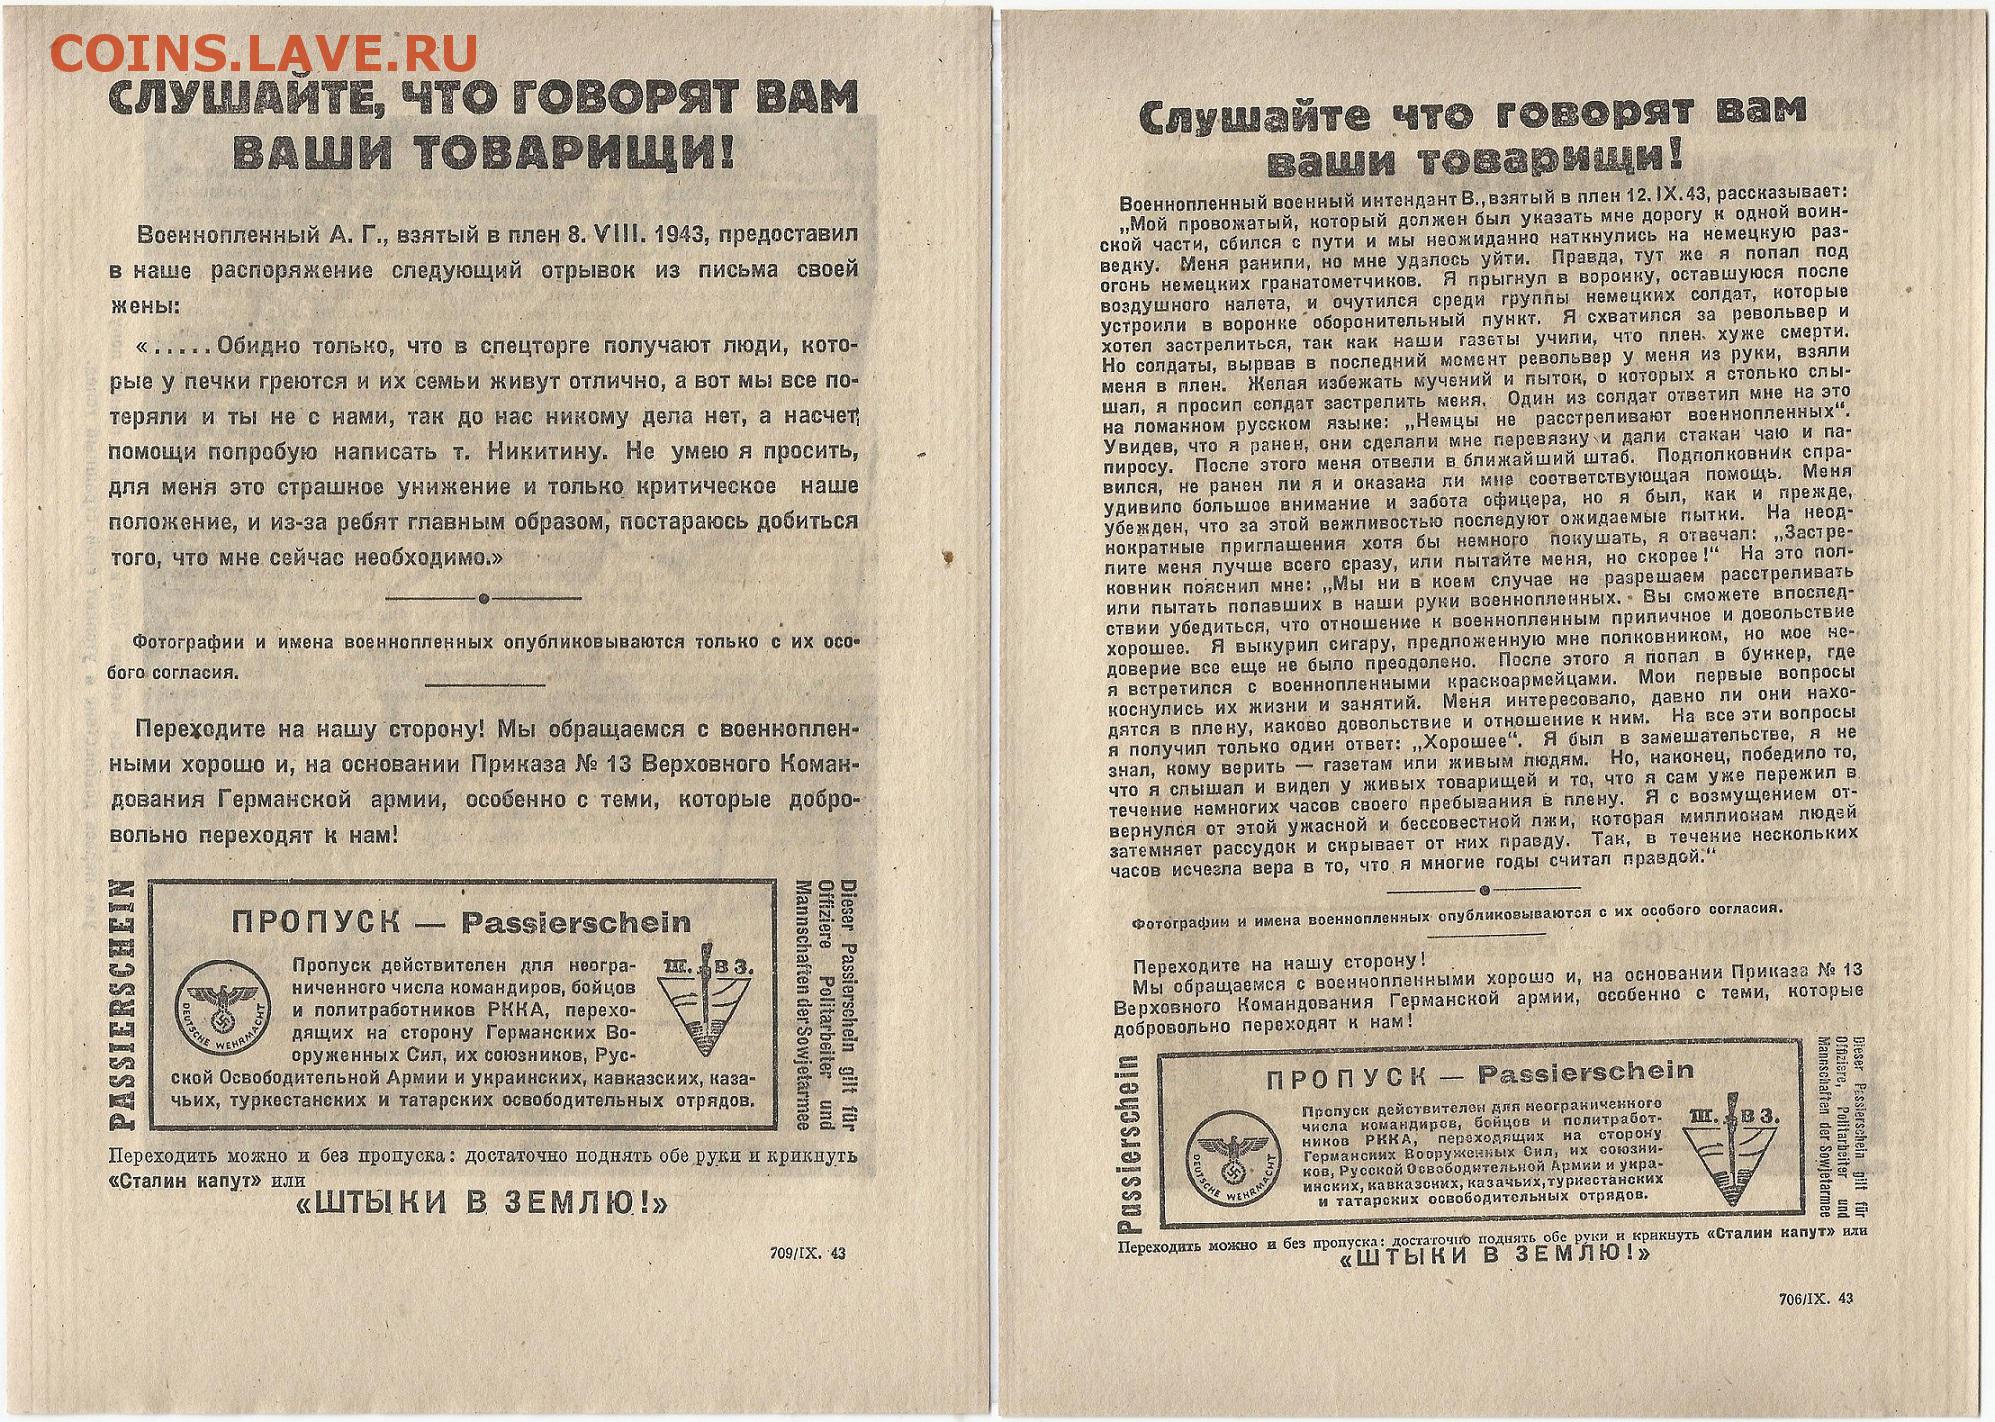 COINS.LAVE.RU
СЛУШАЙТЕ, ЧТО ГОВОРЯТ ВАМ
ВАШИ ТОВАРИЩИ!
Военнопленный А. Г., взятый в плен 8. VIII. 1943, предоставил
в наше распоряжение следующий отрывок из письма своей
жены:
«.....Обидно только, что в спецторге получают люди, кото-
рые у печки греются и их семьи живут отлично, а вот мы все по-
теряли и ты не с нами, так до нас никому дела нет, а насчет
помощи попробую написать т. Никитину. Не умею я просить,
для меня это страшное унижение и только критическое наше
положение, и из-за ребят главным образом, постараюсь добиться
того, что мне сейчас необходимо.»
Фотографии и имена военнопленных опубликовываются только с их осо-
бого согласия.
Переходите на нашу сторону! Мы обращаемся с военноплен-
ными хорошо и, на основании Приказа № 13 Верховного Коман-
дования Германской армии, особенно с теми, которые добро-
вольно переходят к нам!
PASSIERSCHEIN
ПРОПУСК — Passierschein
Пропуск действителен для неогра-
ниченного числа командиров, бойцов
и политработников РККА, перехо-
дящих на сторону Германских Во-
оруженных Сил, их союзников, Рус-
ской Освободительной Армии и украинских, кавказских, каза-
чьих, туркестанских и татарских освободительных отрядов.
DEUTSCHE WEHRMACHT
Ш. В З.
Dieser Passierschein gilt für
Offiziere Politarbeiter und
Mannschaften der Sowjetarmee
Переходить можно и без пропуска: достаточно поднять обе руки и крикнуть
«Сталин капут» или
«ШТЫКИ В ЗЕМЛЮ!»
709/IX. 43
Слушайте что говорят вам
ваши товарищи!
Военнопленный военный интендант В., взятый в плен 12. IX. 43, рассказывает:
„Мой провожатый, который должен был указать мне дорогу к одной воин-
ской части, сбился с пути и мы неожиданно наткнулись на немецкую раз-
ведку. Меня ранили, но мне удалось уйти. Правда, тут же я попал под
огонь немецких гранатометчиков. Я прыгнул в воронку, оставшуюся после
воздушного налета, и очутился среди группы немецких солдат, которые
устроили в воронке оборонительный пункт. Я схватился за револьвер и
хотел застрелиться, так как наши газеты учили, что плен хуже смерти.
Но солдаты, вырвав в последний момент револьвер у меня из руки, взяли
меня в плен. Желая избежать мучений и пыток, о которых я столько слы-
шал, я просил солдат застрелить меня. Один из солдат ответил мне на это
на ломанном русском языке: „Немцы не расстреливают военнопленных“.
Увидев, что я ранен, они сделали мне перевязку и дали стакан чаю и па-
пиросу. После этого меня отвели в ближайший штаб. Подполковник спра-
вился, не ранен ли я и оказана ли мне соответствующая помощь. Меня
удивило большое внимание и забота офицера, но я был, как и прежде,
убежден, что за этой вежливостью последуют ожидаемые пытки. На неод-
нократные приглашения хотя бы немного покушать, я отвечал: „Застре-
лите меня лучше всего сразу, или пытайте меня, но скорее!“ На это пол-
ковник пояснил мне: „Мы ни в коем случае не разрешаем расстреливать
или пытать попавших в наши руки военнопленных. Вы сможете впослед-
ствии убедиться, что отношение к военнопленным приличное и довольствие
хорошее. Я выкурил сигару, предложенную мне полковником, но мое не-
доверие все еще не было преодолено. После этого я попал в буккер, где
я встретился с военнопленными красноармейцами. Мои первые вопросы
коснулись их жизни и занятий. Меня интересовало, давно ли они нахо-
дятся в плену, каково довольствие и отношение к ним. На все эти вопросы
я получил только один ответ: „Хорошее“. Я был в замешательстве, я не
знал, кому верить — газетам или живым людям. Но, наконец, победило то,
что я слышал и видел у живых товарищей и то, что я сам уже пережил в
течение немногих часов своего пребывания в плену. Я с возмущением от-
вернулся от этой ужасной и бессовестной лжи, которая миллионам людей
затемняет рассудок и скрывает от них правду. Так, в течение нескольких
часов исчезла вера в то, что я многие годы считал правдой.“
Фотографии и имена военнопленных опубликовываются с их особого согласия.
Переходите на нашу сторону!
Мы обращаемся с военнопленными хорошо и, на основании Приказа № 13
Верховного Командования Германской армии, особенно с теми, которые
добровольно переходят к нам!
Passierschein
ПРОПУСК — Passierschein
Пропуск действителен для неограниченного
числа командиров, бойцов и политработ-
ников РККА, переходящих на сторону
Германских Вооруженных Сил, их союзни-
ков, Русской Освободительной Армии и укра-
инских, кавказских, казачьих, туркестанских
и татарских освободительных отрядов.
DEUTSCHE WEHRMACHT
Ш. В З.
Dieser Passierschein gilt für
Offiziere, Politarbeiter und
Mannschaften der Sowjetarmee
Переходить можно и без пропуска: достаточно поднять обе руки и крикнуть «Сталин капут» или
«ШТЫКИ В ЗЕМЛЮ!»
706/IX. 43